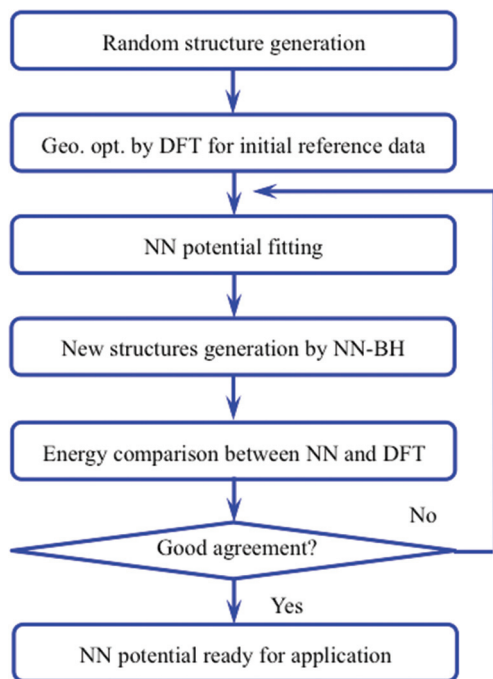 Random structure generation
Geo. opt. by DFT for initial reference data
NN potential fitting
New structures generation by NN-BH
Energy comparison between NN and DFT
No
Good agreement?
Yes
NN potential ready for application